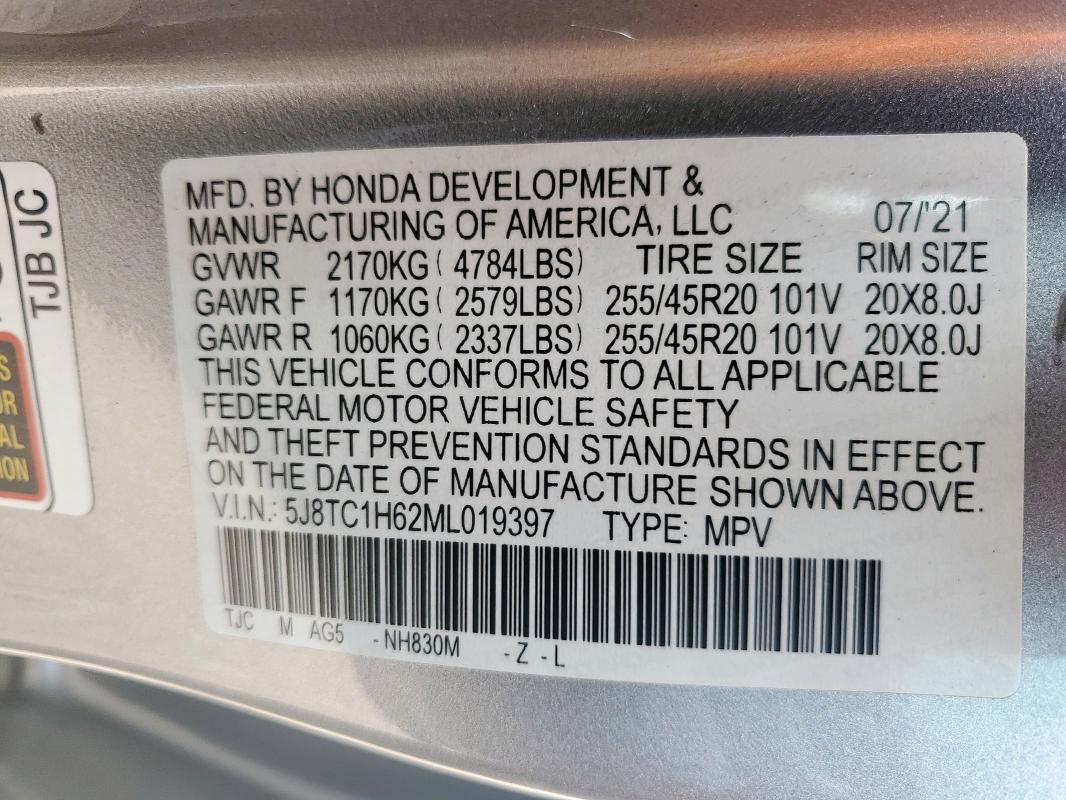 MFD. BY HONDA DEVELOPMENT &
MANUFACTURING OF AMERICA, LLC 07/'21
GVWR 2170KG ( 4784LBS) TIRE SIZE RIM SIZE
GAWR F 1170KG ( 2579LBS) 255/45R20 101V 20X8.0J
GAWR R 1060KG ( 2337LBS) 255/45R20 101V 20X8.0J
THIS VEHICLE CONFORMS TO ALL APPLICABLE
FEDERAL MOTOR VEHICLE SAFETY
AND THEFT PREVENTION STANDARDS IN EFFECT
ON THE DATE OF MANUFACTURE SHOWN ABOVE.
V.I.N.: 5J8TC1H62ML019397 TYPE: MPV
TJC M AG5 -NH830M -Z -L
TJB JC